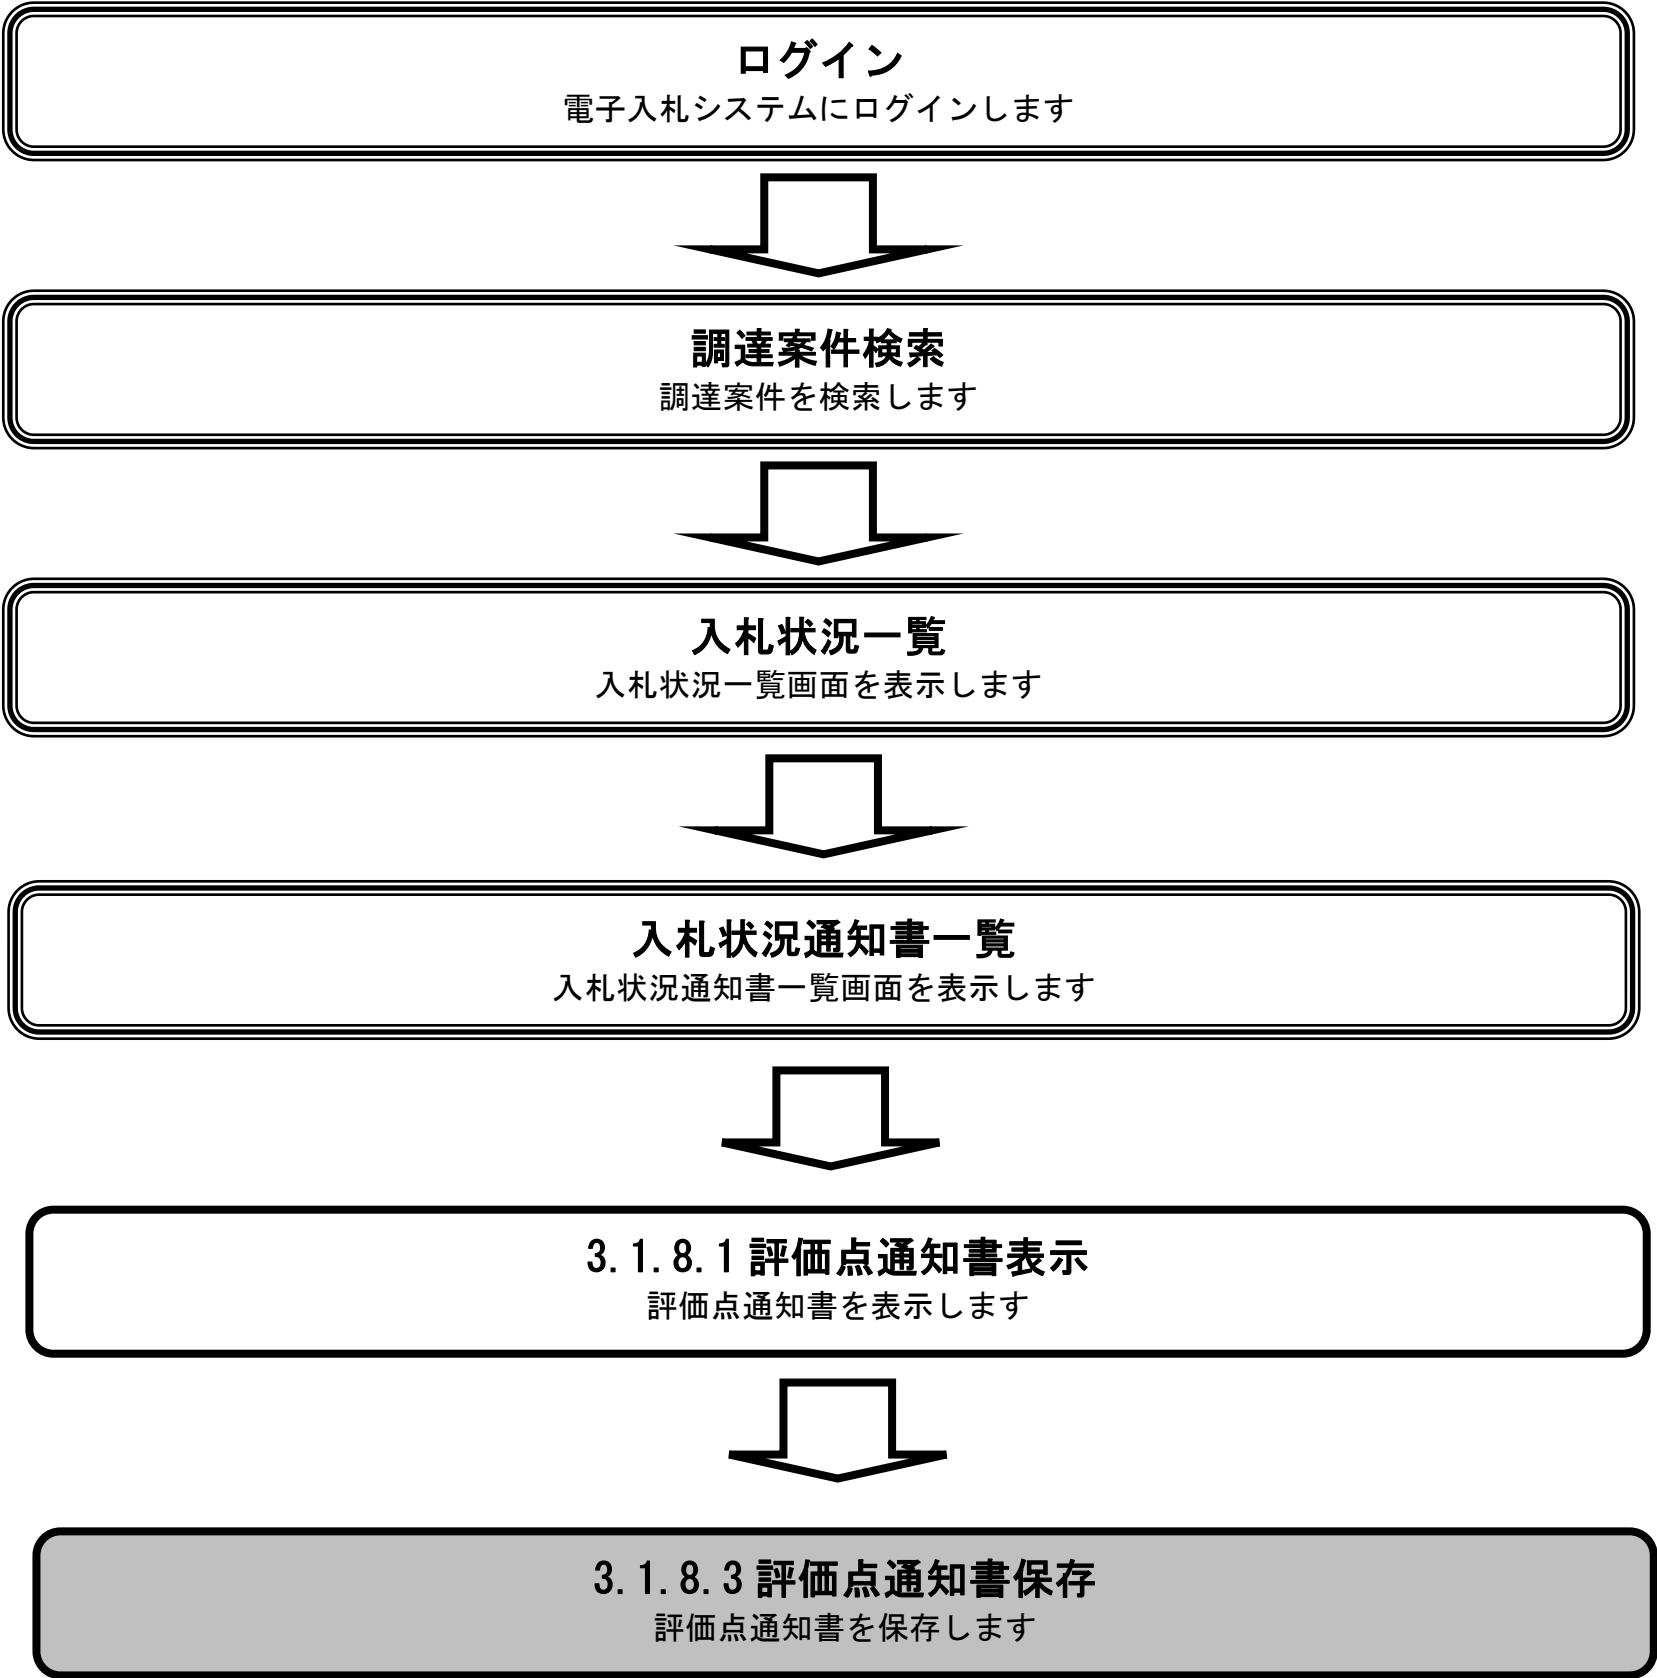 ログイン
電子入札システムにログインします
調達案件検索
調達案件を検索します
入札状況一覧
入札状況一覧画面を表示します
入札状況通知書一覧
入札状況通知書一覧画面を表示します
3.1.8.1 評価点通知書表示
評価点通知書を表示します
3.1.8.3 評価点通知書保存
評価点通知書を保存します